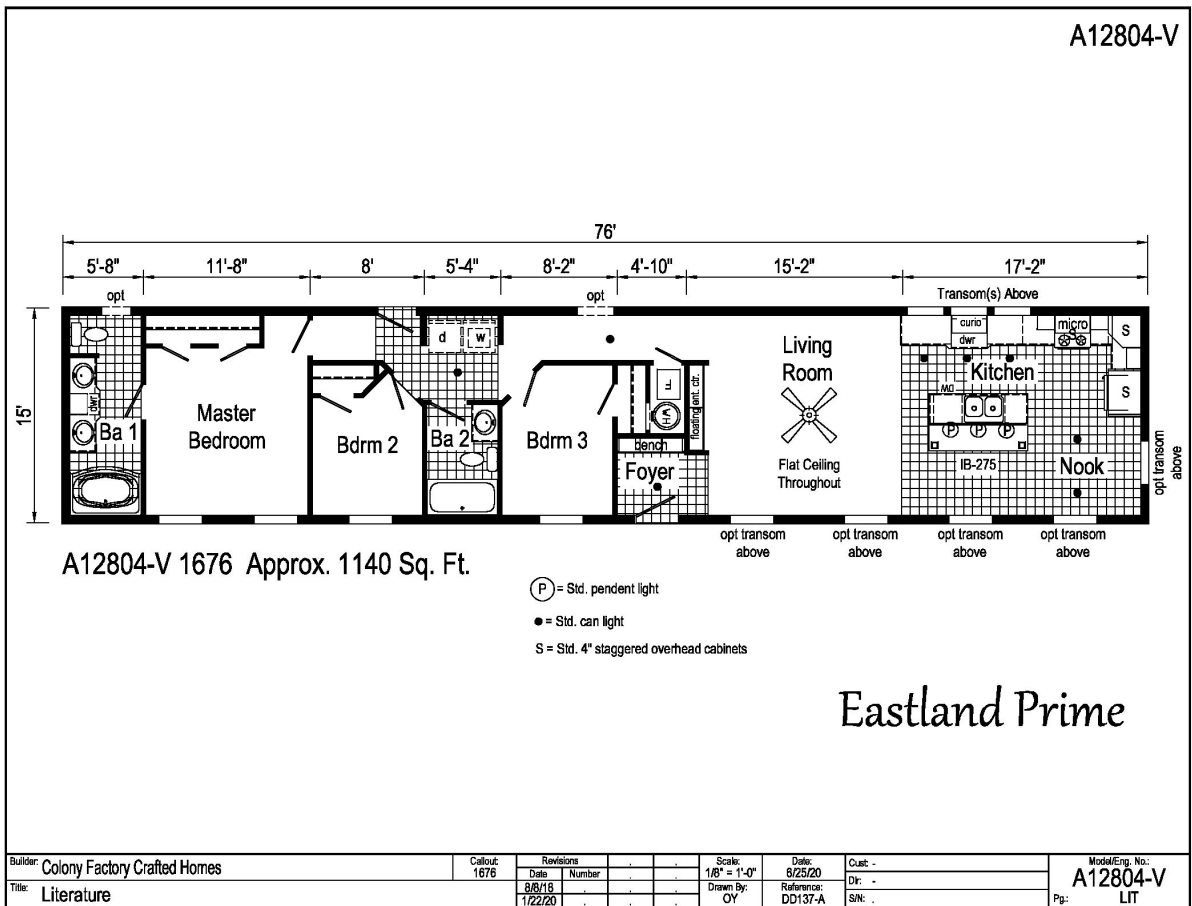 A12804-V
76'
5'-8" 11'-8" 8' 5'-4" 8'-2" 4'-10" 15'-2" 17'-2"
opt opt Transom(s) Above
15'
d w
curio
dwr
micro
S
S
S
Living
Room
Kitchen
F
WH
floating ent. ctr.
dwr
Ba 1
Master
Bedroom
Bdrm 2
Ba 2
Bdrm 3
bench
Foyer
Flat Ceiling
Throughout
DW
P P P
IB-275
Nook
opt transom
above
opt transom
above
opt transom
above
opt transom
above
opt transom
above
A12804-V 1676 Approx. 1140 Sq. Ft.
P = Std. pendent light
● = Std. can light
S = Std. 4" staggered overhead cabinets
Eastland Prime
Builder: Colony Factory Crafted Homes
Title: Literature
Callout:
1676
Revisions
Date Number
8/8/18
1/22/20
Scale:
1/8" = 1'-0"
Drawn By:
OY
Date:
6/25/20
Reference:
DD137-A
Cust: -
Dir: -
S/N: .
Model/Eng. No.:
A12804-V
Pg.: LIT